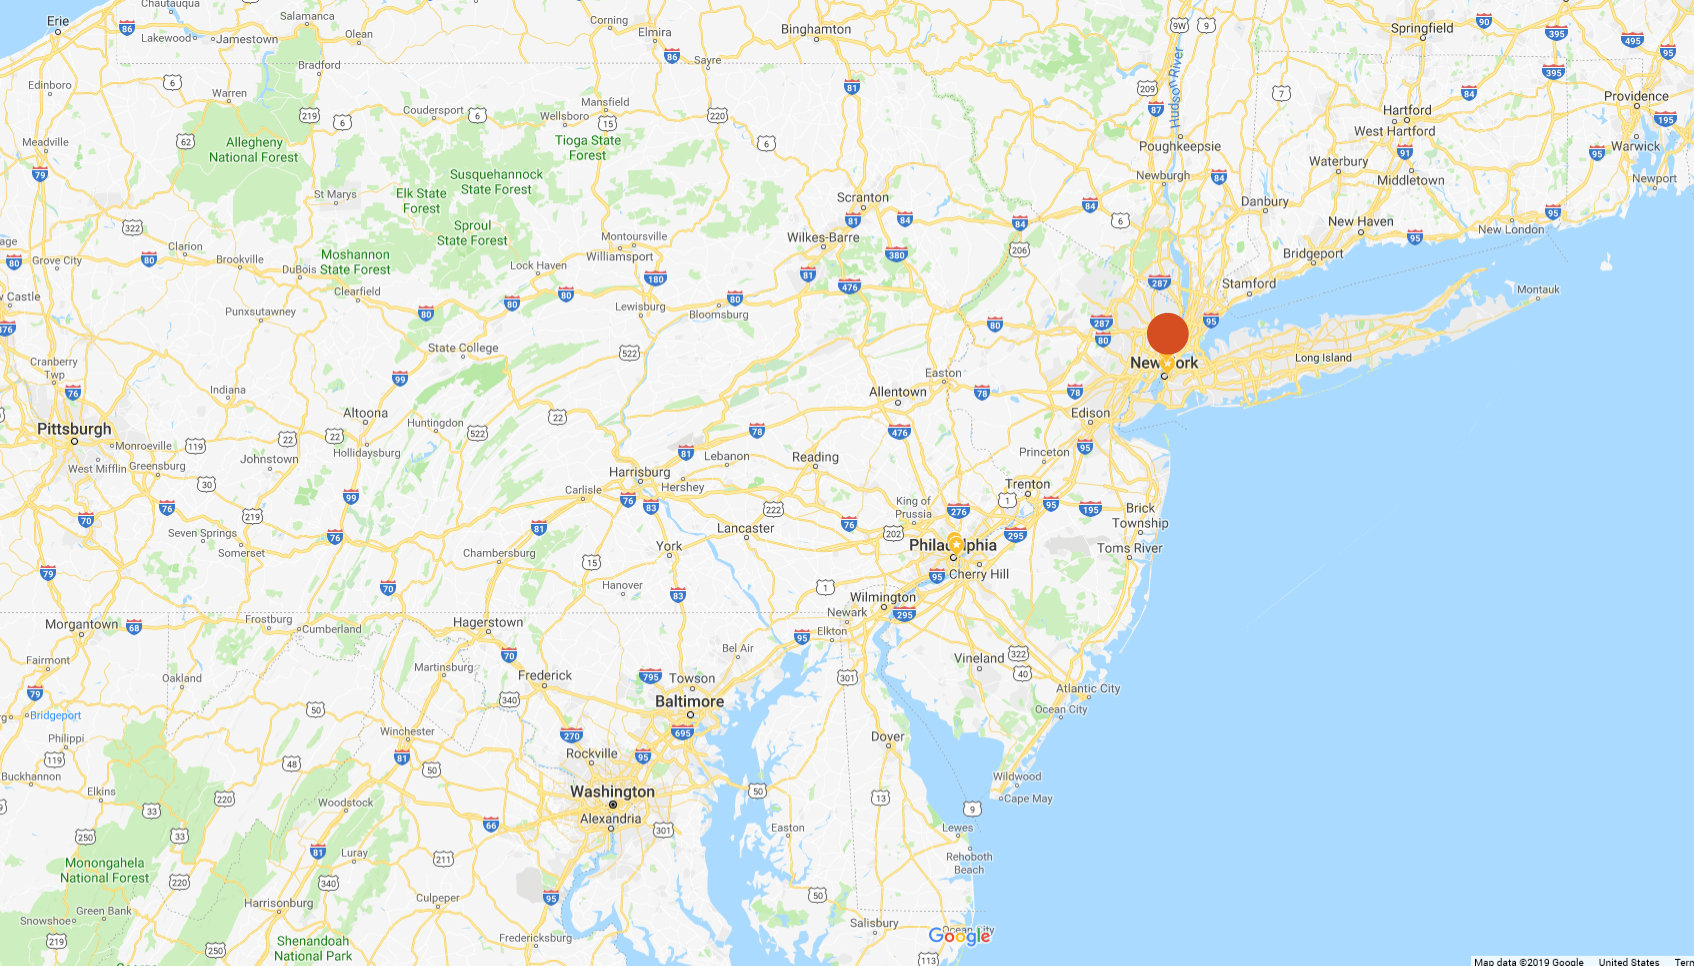 Chautauqua
Erie
Salamanca
Corning
Binghamton
Springfield
Lakewood
Jamestown
Olean
Elmira
Sayre
Bradford
Edinboro
Warren
Coudersport
Mansfield
Wellsboro
Hudson River
Hartford
Providence
West Hartford
Meadville
Allegheny
National Forest
Tioga State
Forest
Poughkeepsie
Waterbury
Warwick
Susquehannock
State Forest
Newburgh
Middletown
Newport
St Marys
Elk State
Forest
Scranton
Danbury
Sproul
State Forest
Montoursville
Williamsport
Wilkes-Barre
New Haven
New London
Clarion
Brookville
Moshannon
State Forest
Bridgeport
Grove City
DuBois
Lock Haven
Stamford
Montauk
Clearfield
Lewisburg
Bloomsburg
Punxsutawney
State College
Cranberry
Twp
New York
Long Island
Indiana
Easton
Allentown
Altoona
Huntingdon
Edison
Pittsburgh
Monroeville
Hollidaysburg
Reading
Lebanon
Princeton
West Mifflin
Greensburg
Johnstown
Harrisburg
Hershey
Trenton
Carlisle
King of
Prussia
Brick
Township
Seven Springs
Lancaster
Somerset
Chambersburg
York
Philadelphia
Toms River
Hanover
Cherry Hill
Wilmington
Newark
Morgantown
Frostburg
Cumberland
Hagerstown
Elkton
Fairmont
Bel Air
Vineland
Oakland
Martinsburg
Frederick
Towson
Atlantic City
Bridgeport
Baltimore
Ocean City
Philippi
Winchester
Rockville
Dover
Buckhannon
Elkins
Woodstock
Washington
Wildwood
Cape May
Alexandria
Easton
Lewes
Luray
Rehoboth
Beach
Monongahela
National Forest
Culpeper
Harrisonburg
Green Bank
Snowshoe
Salisbury
Ocean City
Google
Shenandoah
National Park
Fredericksburg
Map data ©2019 Google
United States